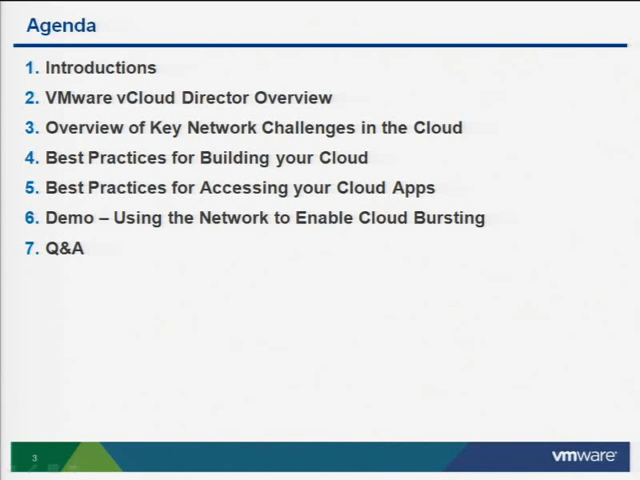 Agenda
1. Introductions
2. VMware vCloud Director Overview
3. Overview of Key Network Challenges in the Cloud
4. Best Practices for Building your Cloud
5. Best Practices for Accessing your Cloud Apps
6. Demo – Using the Network to Enable Cloud Bursting
7. Q&A
3
vmware®